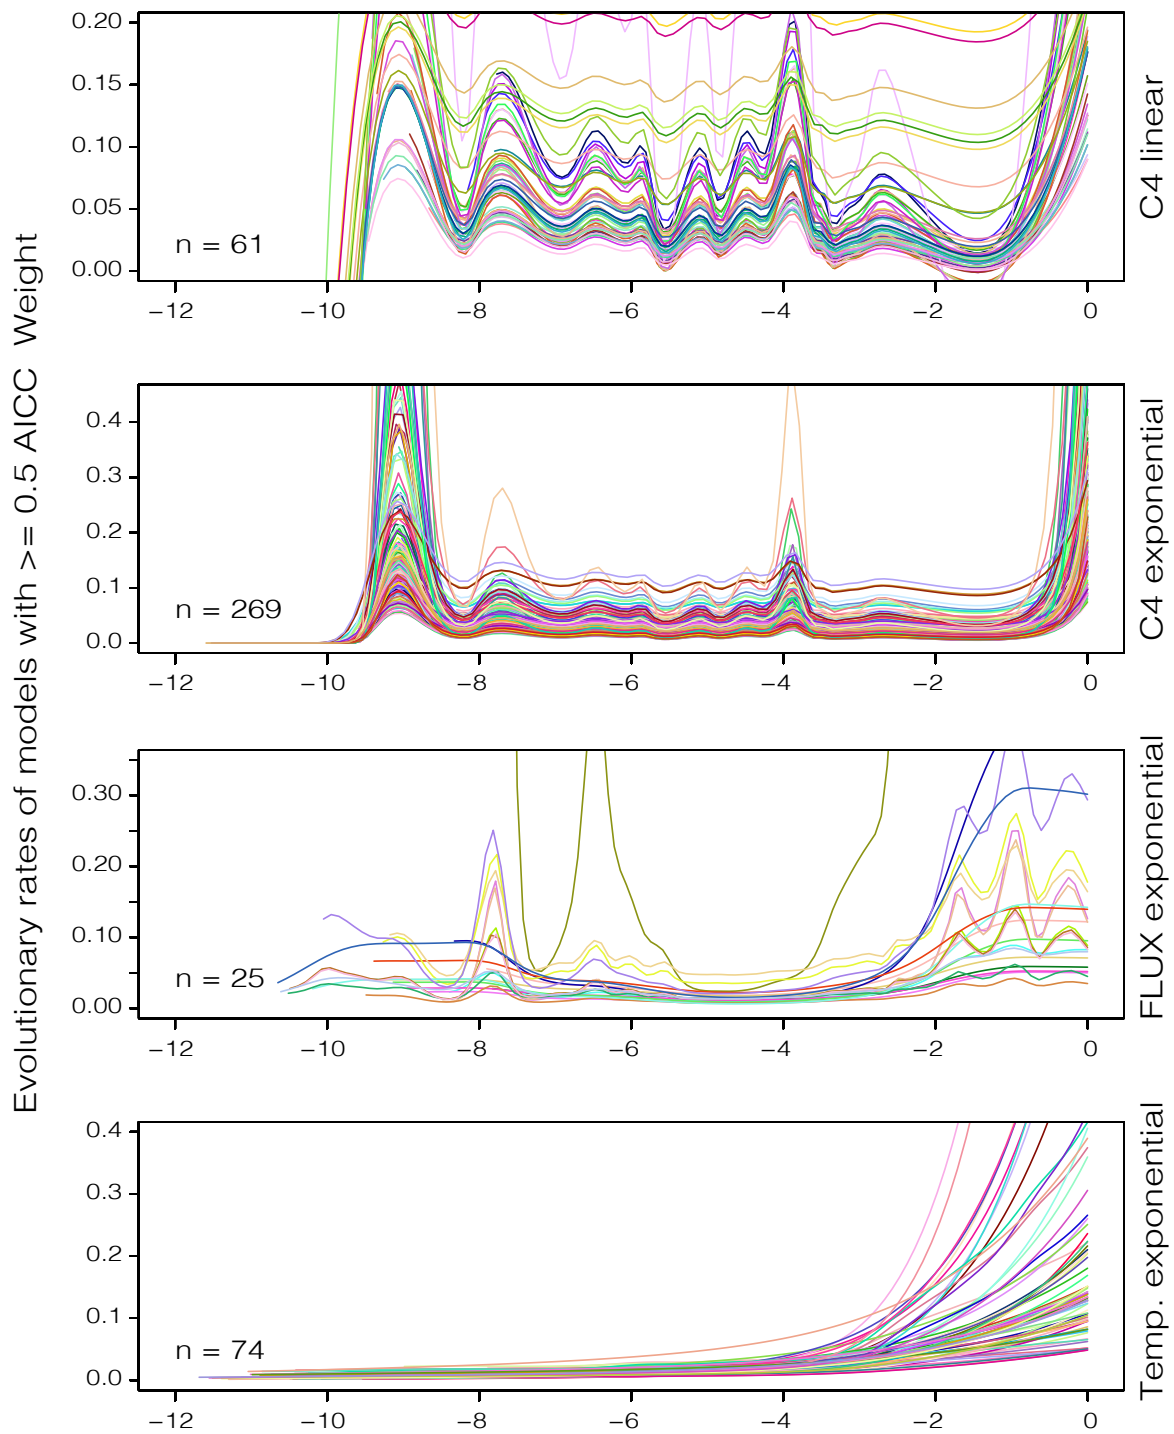 Evolutionary rates of models with >= 0.5 AICC Weight
0.20
0.15
0.10
0.05
0.00
n = 61
−12 −10 −8 −6 −4 −2 0
C4 linear
0.4
0.3
0.2
0.1
0.0
n = 269
−12 −10 −8 −6 −4 −2 0
C4 exponential
0.30
0.20
0.10
0.00
n = 25
−12 −10 −8 −6 −4 −2 0
FLUX exponential
0.4
0.3
0.2
0.1
0.0
n = 74
−12 −10 −8 −6 −4 −2 0
Temp. exponential